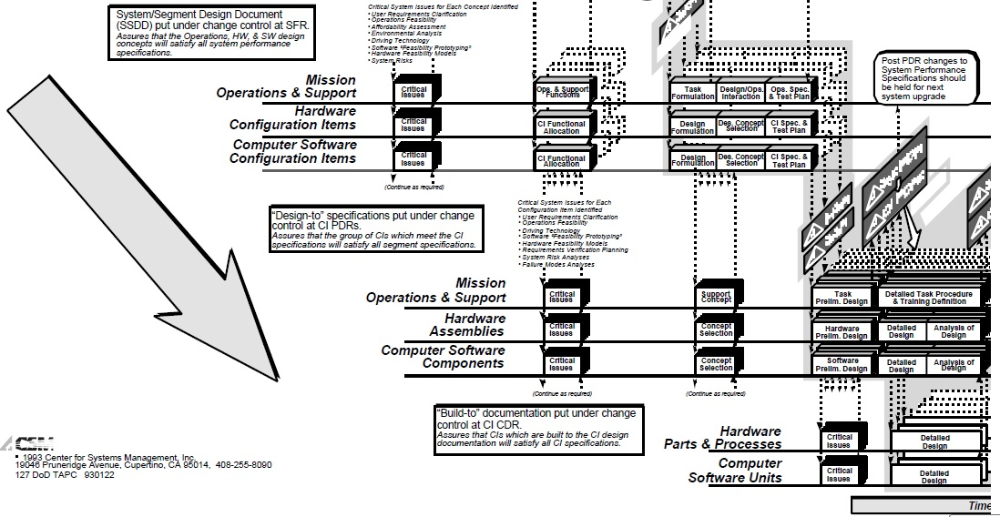 System/Segment Design Document
(SSDD) put under change control at SFR.
Assures that the Operations, HW, & SW design
concepts will satisfy all system performance
specifications.
Critical System Issues for Each Concept Identified
• User Requirements Clarification
• Operations Feasibility
• Affordability Assessment
• Environmental Analysis
• Driving Technology
• Software "Feasibility Prototyping"
• Hardware Feasibility Models
• System Risks
Post PDR changes to
System Performance
Specifications should
be held for next
system upgrade
Mission
Operations & Support
Critical
Issues
Ops. & Support
Functions
Task
Formulation
Design/Ops.
Interaction
Ops. Spec.
& Test Plan
Hardware
Configuration Items
Critical
Issues
CI Functional
Allocation
Design
Formulation
Des. Concept
Selection
CI Spec. &
Test Plan
Computer Software
Configuration Items
Critical
Issues
CI Functional
Allocation
Design
Formulation
Des. Concept
Selection
CI Spec. &
Test Plan
(Continue as required)
"Design-to" specifications put under change
control at CI PDRs.
Assures that the group of CIs which meet the CI
specifications will satisfy all segment specifications.
Critical System Issues for Each
Configuration Item Identified
• User Requirements Clarification
• Operations Feasibility
• Driving Technology
• Software "Feasibility Prototyping"
• Hardware Feasibility Models
• Requirements Verification Planning
• System Risk Analyses
• Failure Modes Analyses
Mission
Operations & Support
Critical
Issues
Support
Concept
Task
Prelim. Design
Detailed Task Procedure
& Training Definition
Hardware
Assemblies
Critical
Issues
Concept
Selection
Hardware
Prelim. Design
Detailed
Design
Analysis of
Design
Computer Software
Components
Critical
Issues
Concept
Selection
Software
Prelim. Design
Detailed
Design
Analysis of
Design
(Continue as required)
(Continue as required)
"Build-to" documentation put under change
control at CI CDR.
Assures that CIs which are built to the CI design
documentation will satisfy all CI specifications.
Hardware
Parts & Processes
Critical
Issues
Detailed
Design
Computer
Software Units
Critical
Issues
Detailed
Design
CSM
1993 Center for Systems Management, Inc.
19046 Pruneridge Avenue, Cupertino, CA 95014, 408-255-8090
127 DoD TAPC 930122
Time